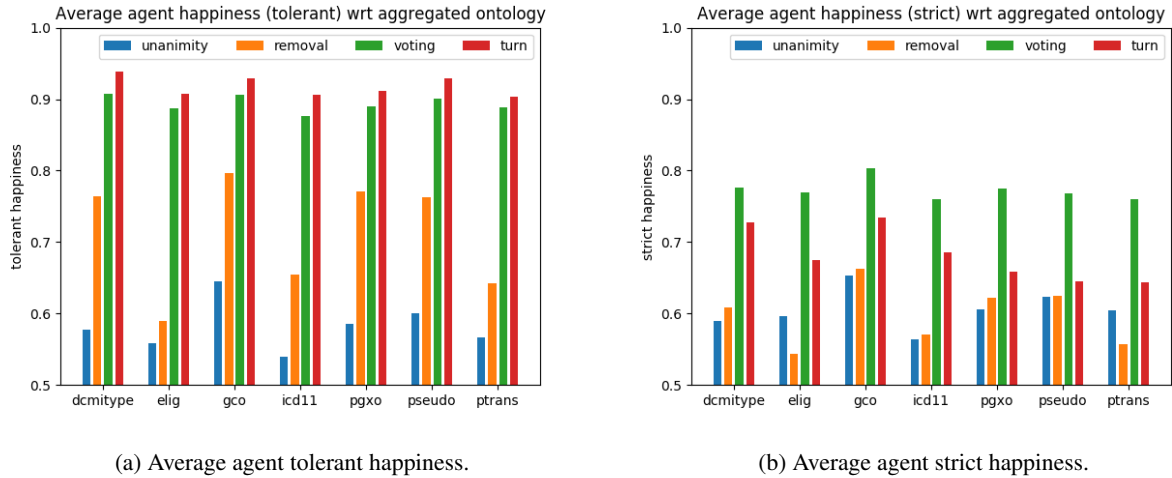 Average agent happiness (tolerant) wrt aggregated ontology
unanimity removal voting turn
1.0
0.9
0.8
0.7
0.6
0.5
tolerant happiness
dcmitype elig gco icd11 pgxo pseudo ptrans
(a) Average agent tolerant happiness.
Average agent happiness (strict) wrt aggregated ontology
unanimity removal voting turn
1.0
0.9
0.8
0.7
0.6
0.5
strict happiness
dcmitype elig gco icd11 pgxo pseudo ptrans
(b) Average agent strict happiness.